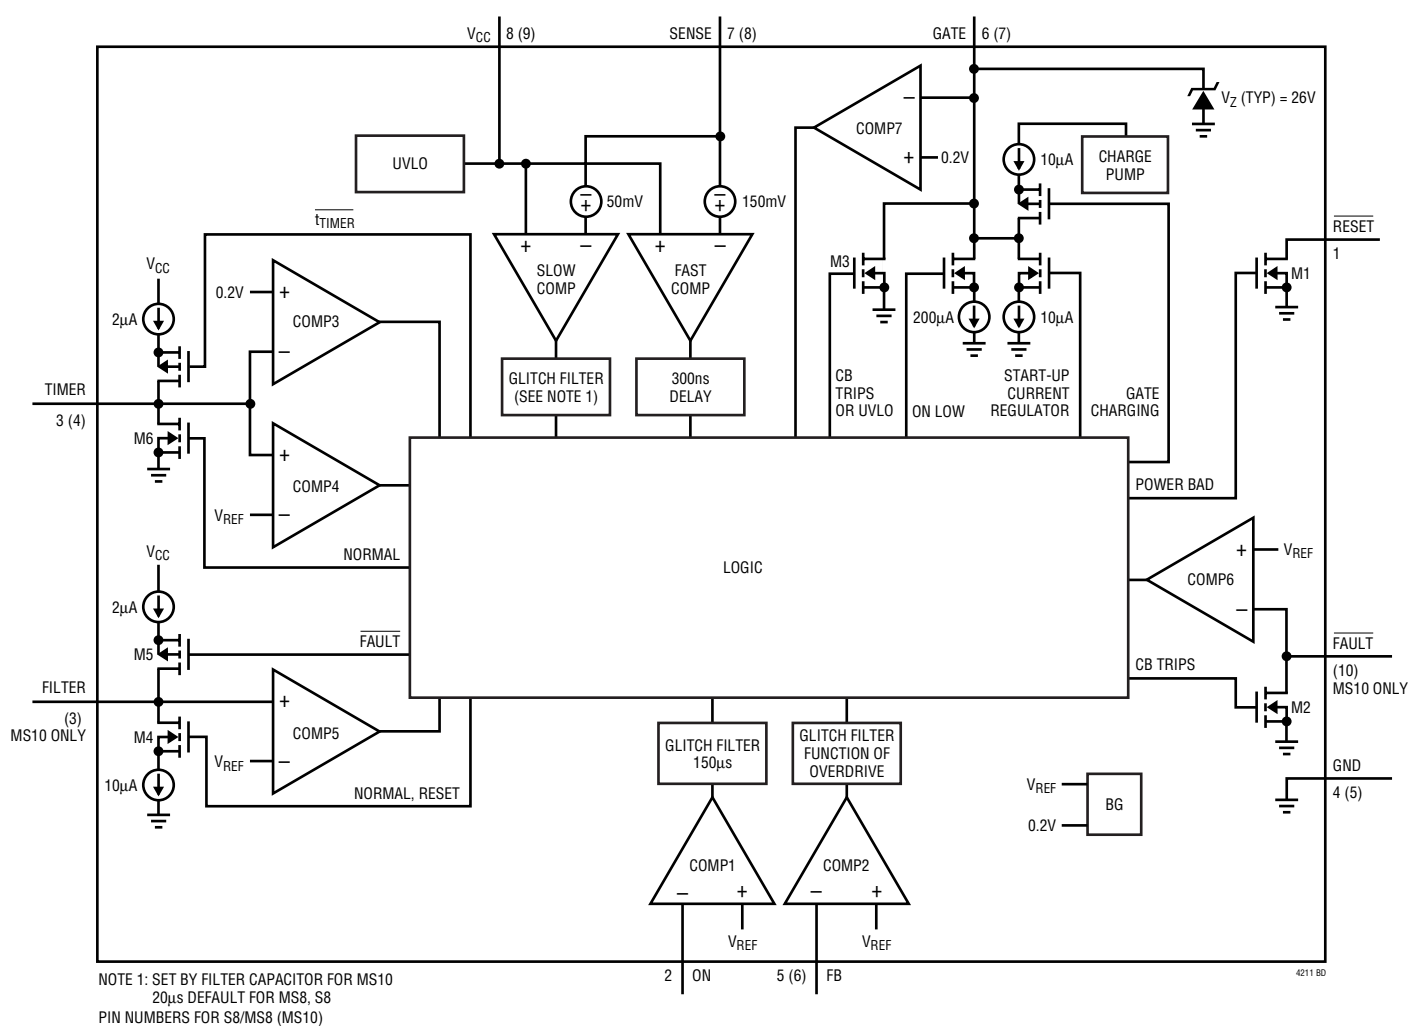 VCC 8 (9)
SENSE 7 (8)
GATE 6 (7)
VZ (TYP) = 26V
COMP7
–
+
0.2V
UVLO
10µA
CHARGE
PUMP
–
+
50mV
–
+
150mV
tTIMER
RESET
1
M1
VCC
2µA
0.2V
+
COMP3
–
+ –
SLOW
COMP
+ –
FAST
COMP
M3
200µA
10µA
TIMER
3 (4)
GLITCH FILTER
(SEE NOTE 1)
300ns
DELAY
CB
TRIPS
OR UVLO
ON LOW
START-UP
CURRENT
REGULATOR
GATE
CHARGING
M6
+
COMP4
VREF
–
POWER BAD
NORMAL
LOGIC
+
VREF
COMP6
–
VCC
2µA
M5
FAULT
FAULT
(10)
MS10 ONLY
CB TRIPS
M2
FILTER
(3)
MS10 ONLY
M4
+
COMP5
VREF
–
10µA
NORMAL, RESET
GLITCH FILTER
150µs
GLITCH FILTER
FUNCTION OF
OVERDRIVE
VREF
0.2V
BG
GND
4 (5)
COMP1
– +
VREF
COMP2
– +
VREF
2 ON
5 (6) FB
4211 BD
NOTE 1: SET BY FILTER CAPACITOR FOR MS10
20µs DEFAULT FOR MS8, S8
PIN NUMBERS FOR S8/MS8 (MS10)